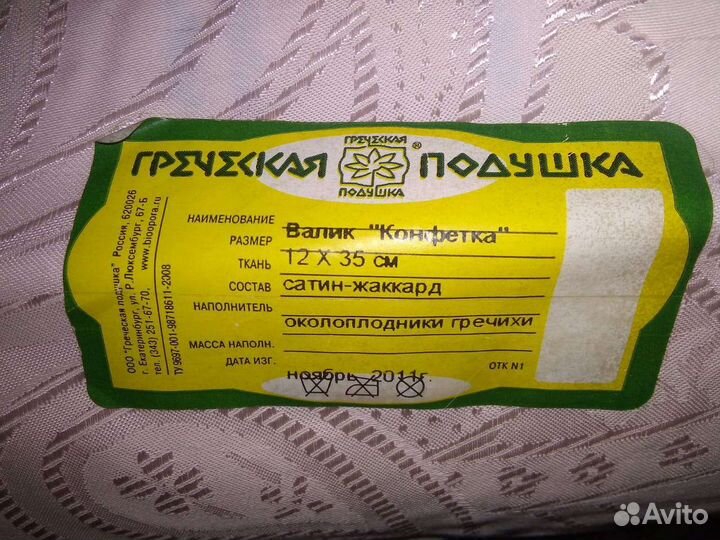 ГРЕЧЕСКАЯ
ГРЕЧЕСКАЯ ПОДУШКА
®
ПОДУШКА
НАИМЕНОВАНИЕ Валик "Конфетка"
РАЗМЕР 12 X 35 см
ТКАНЬ сатин-жаккард
СОСТАВ
НАПОЛНИТЕЛЬ околоплодники гречихи
МАССА НАПОЛН.
ДАТА ИЗГ. ноябрь 2011г.
ОТК N1
ООО "Греческая подушка" Россия, 620026
г. Екатеринбург, ул. Р.Люксембург, 67-Б
тел. (343) 251-67-70, www.bioopora.ru
ТУ 9697-001-98718611-2008
Avito